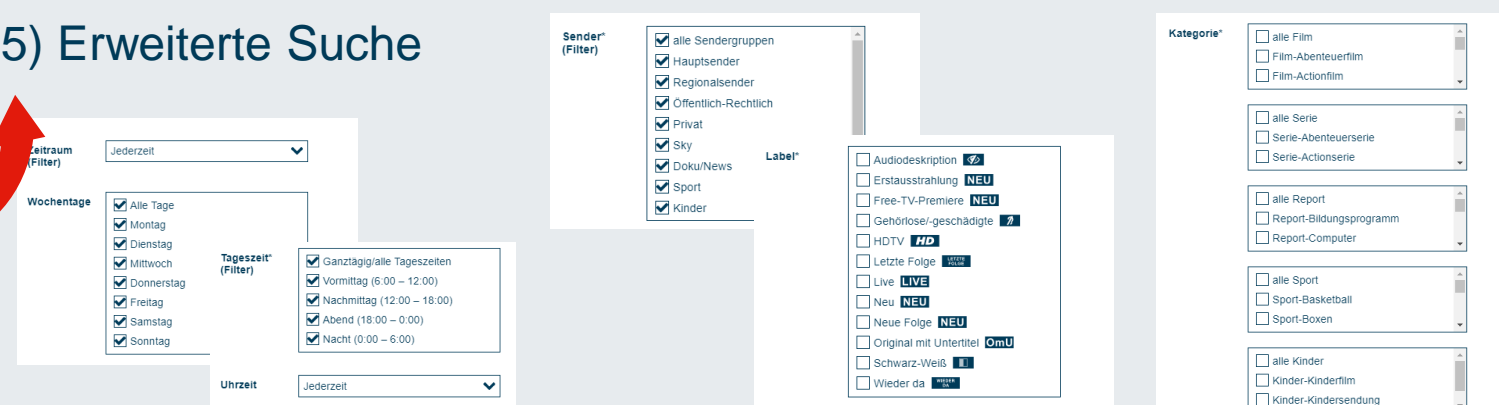 5) Erweiterte Suche
Zeitraum
(Filter)
Jederzeit
Wochentage
Alle Tage
Montag
Dienstag
Mittwoch
Donnerstag
Freitag
Samstag
Sonntag
Tageszeit*
(Filter)
Ganztägig/alle Tageszeiten
Vormittag (6:00 – 12:00)
Nachmittag (12:00 – 18:00)
Abend (18:00 – 0:00)
Nacht (0:00 – 6:00)
Uhrzeit
Jederzeit
Sender*
(Filter)
alle Sendergruppen
Hauptsender
Regionalsender
Öffentlich-Rechtlich
Privat
Sky
Doku/News
Sport
Kinder
Label*
Audiodeskription
Erstausstrahlung NEU
Free-TV-Premiere NEU
Gehörlose/-geschädigte
HDTV HD
Letzte Folge LETZTE FOLGE
Live LIVE
Neu NEU
Neue Folge NEU
Original mit Untertitel OmU
Schwarz-Weiß
Wieder da WIEDER DA
Kategorie*
alle Film
Film-Abenteuerfilm
Film-Actionfilm
alle Serie
Serie-Abenteuerserie
Serie-Actionserie
alle Report
Report-Bildungsprogramm
Report-Computer
alle Sport
Sport-Basketball
Sport-Boxen
alle Kinder
Kinder-Kinderfilm
Kinder-Kindersendung